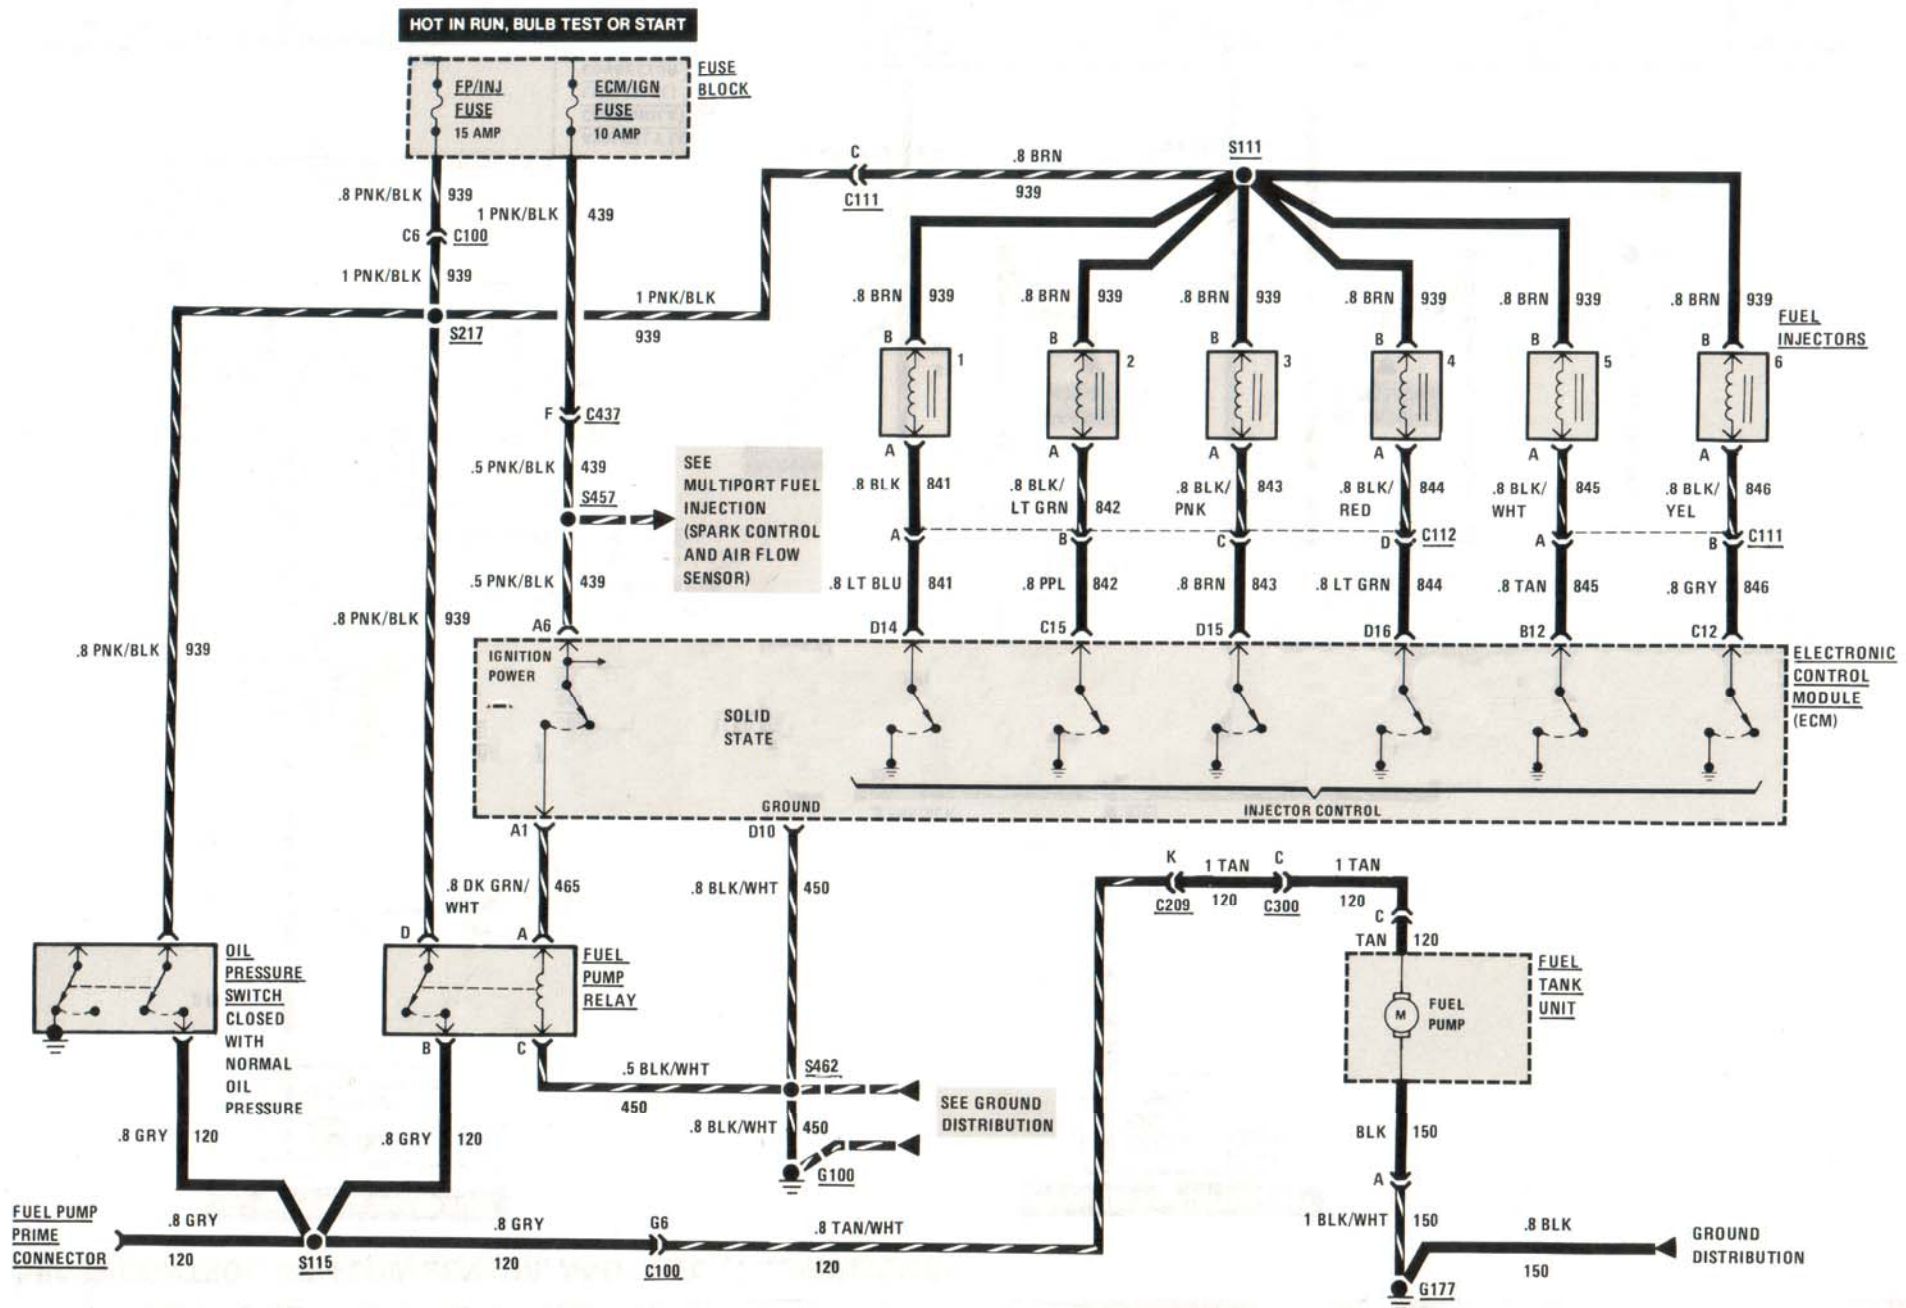 HOT IN RUN, BULB TEST OR START
FP/INJ
FUSE
15 AMP
ECM/IGN
FUSE
10 AMP
FUSE
BLOCK
.8 PNK/BLK 939
1 PNK/BLK 439
C6 C100
1 PNK/BLK 939
S217
1 PNK/BLK
939
C
C111
.8 BRN
939
S111
.8 BRN 939
.8 BRN 939
.8 BRN 939
.8 BRN 939
.8 BRN 939
.8 BRN 939
FUEL
INJECTORS
B 1
B 2
B 3
B 4
B 5
B 6
A
A
A
A
A
A
F C437
.5 PNK/BLK 439
S457
SEE
MULTIPORT FUEL
INJECTION
(SPARK CONTROL
AND AIR FLOW
SENSOR)
.5 PNK/BLK 439
.8 BLK 841
.8 BLK/
LT GRN 842
.8 BLK/
PNK
843
.8 BLK/
RED
844
.8 BLK/
WHT
845
.8 BLK/
YEL
846
A
B
C
D C112
A
B C111
.8 LT BLU 841
.8 PPL 842
.8 BRN 843
.8 LT GRN 844
.8 TAN 845
.8 GRY 846
.8 PNK/BLK 939
.8 PNK/BLK 939
A6
D14
C15
D15
D16
B12
C12
IGNITION
POWER
SOLID
STATE
GROUND
INJECTOR CONTROL
ELECTRONIC
CONTROL
MODULE
(ECM)
A1
D10
.8 DK GRN/
WHT
465
.8 BLK/WHT 450
K
C209
1 TAN
120
C
C300
1 TAN
120
C
TAN 120
FUEL
PUMP
M
FUEL
TANK
UNIT
OIL
PRESSURE
SWITCH
CLOSED
WITH
NORMAL
OIL
PRESSURE
D
A
FUEL
PUMP
RELAY
B
C
.5 BLK/WHT
450
S462
SEE GROUND
DISTRIBUTION
.8 BLK/WHT 450
G100
.8 GRY 120
.8 GRY 120
BLK 150
A
1 BLK/WHT 150
.8 BLK
150
GROUND
DISTRIBUTION
G177
FUEL PUMP
PRIME
CONNECTOR
.8 GRY
120
S115
.8 GRY
120
G6
C100
.8 TAN/WHT
120